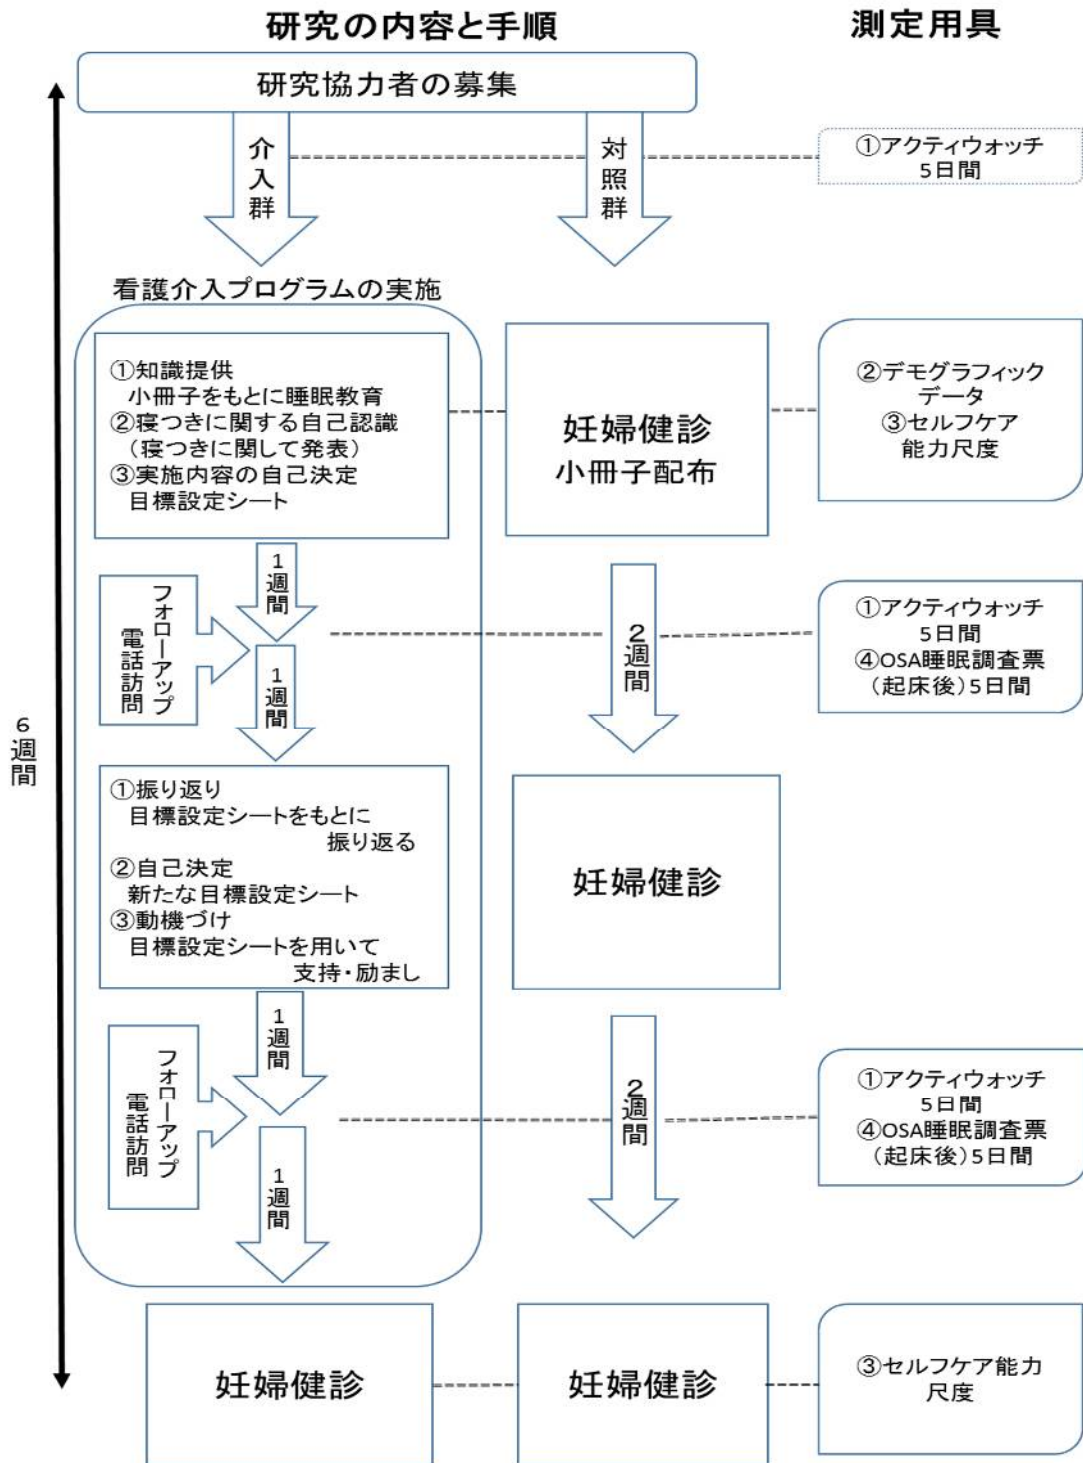 研究の内容と手順
測定用具
研究協力者の募集
介入群
対照群
①アクティウォッチ
5日間
看護介入プログラムの実施
①知識提供
小冊子をもとに睡眠教育
②寝つきに関する自己認識
(寝つきに関して発表)
③実施内容の自己決定
目標設定シート
妊婦健診
小冊子配布
②デモグラフィック
データ
③セルフケア
能力尺度
1週間
フォローアップ
電話訪問
1週間
2週間
①アクティウォッチ
5日間
④OSA睡眠調査票
(起床後)5日間
6週間
①振り返り
目標設定シートをもとに
振り返る
②自己決定
新たな目標設定シート
③動機づけ
目標設定シートを用いて
支持・励まし
妊婦健診
1週間
フォローアップ
電話訪問
1週間
2週間
①アクティウォッチ
5日間
④OSA睡眠調査票
(起床後)5日間
妊婦健診
妊婦健診
③セルフケア能力
尺度